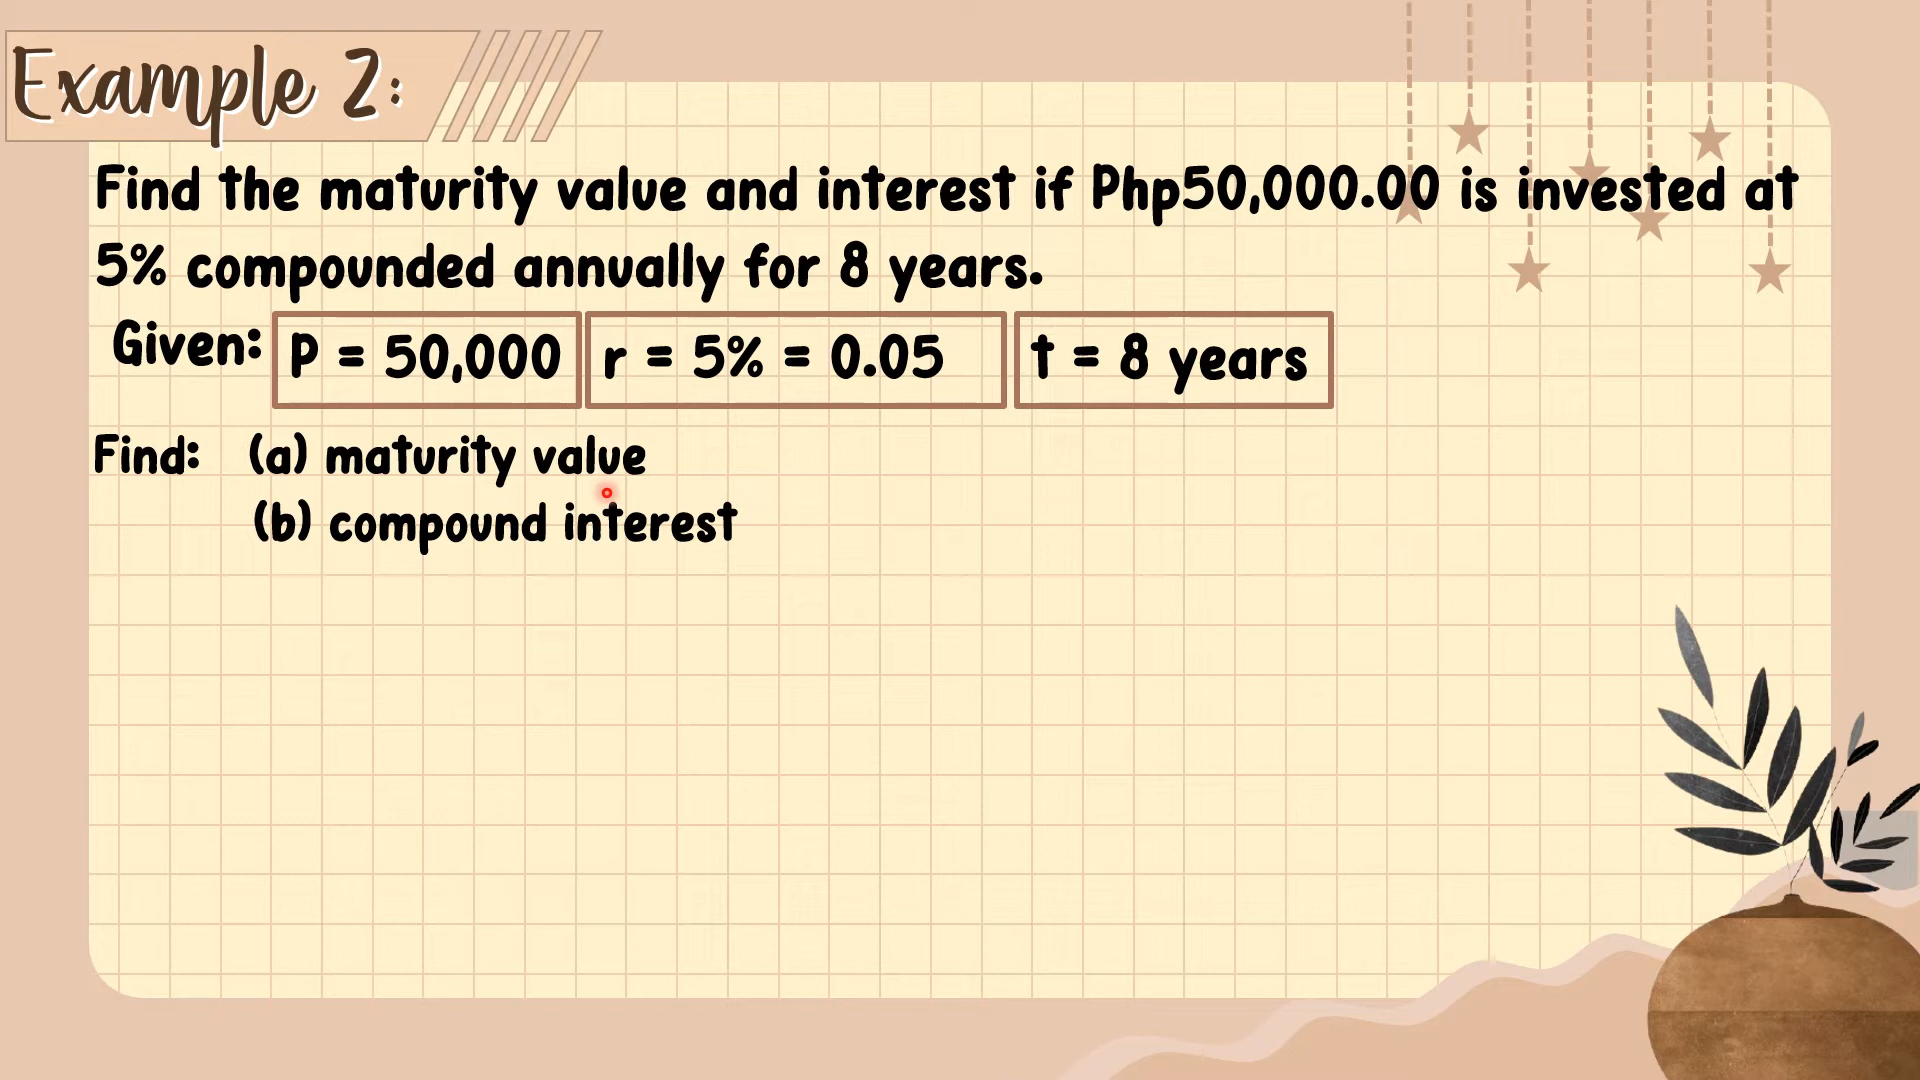 Example 2:
Find the maturity value and interest if Php50,000.00 is invested at
5% compounded annually for 8 years.
Given: P = 50,000 r = 5% = 0.05 t = 8 years
Find: (a) maturity value
(b) compound interest